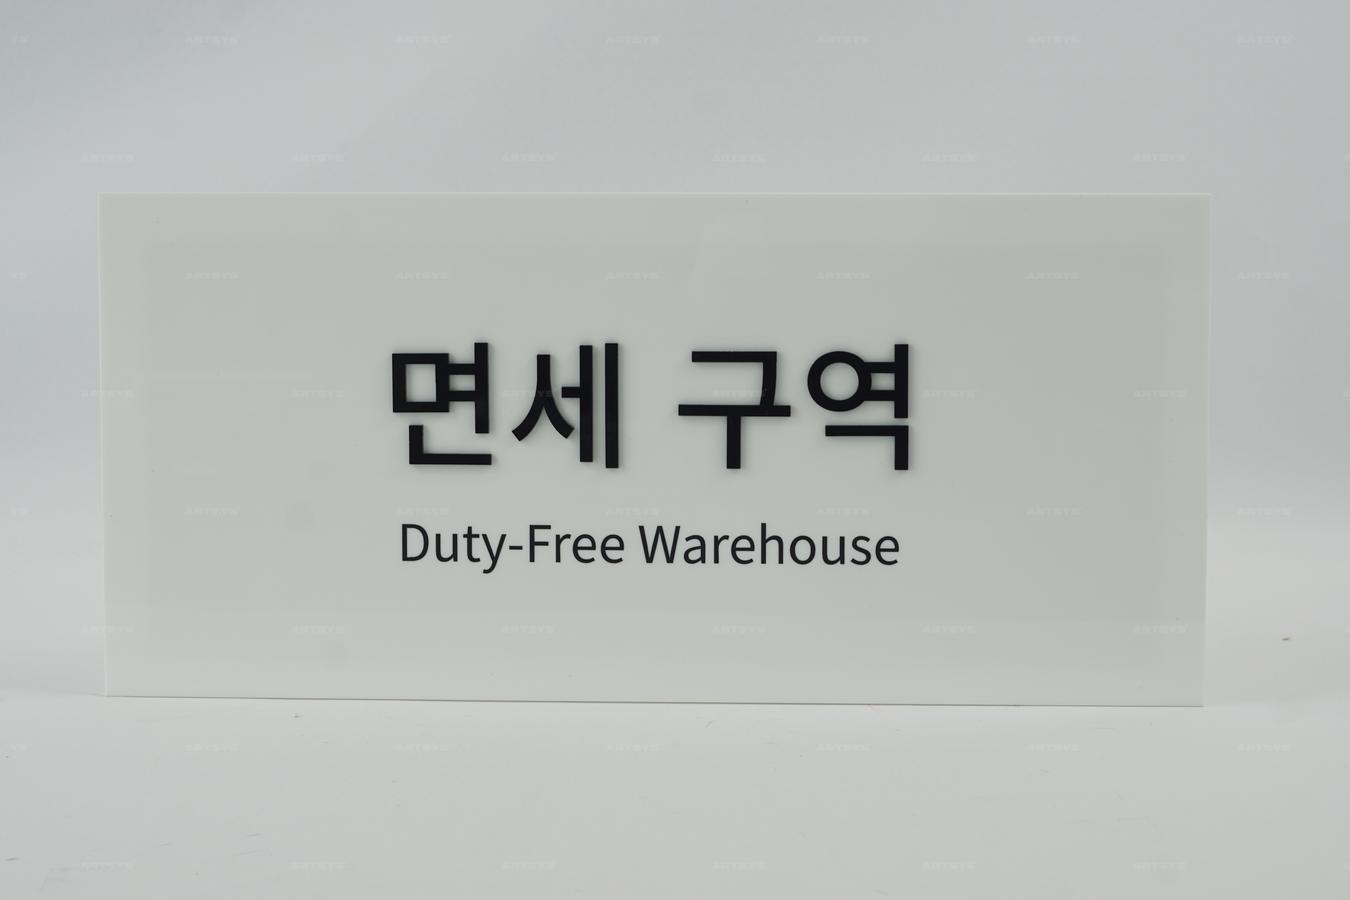 면세 구역
Duty-Free Warehouse